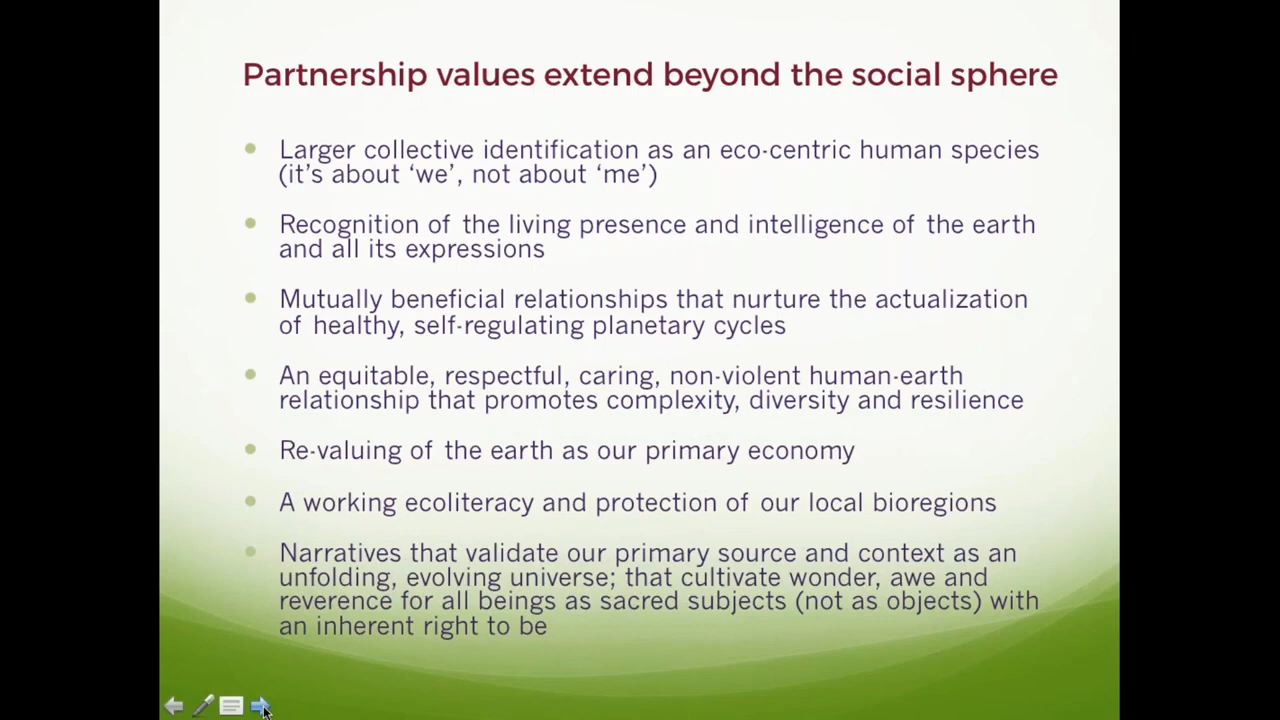 Partnership values extend beyond the social sphere
• Larger collective identification as an eco-centric human species
(it's about ‘we’, not about ‘me’)
• Recognition of the living presence and intelligence of the earth
and all its expressions
• Mutually beneficial relationships that nurture the actualization
of healthy, self-regulating planetary cycles
• An equitable, respectful, caring, non-violent human-earth
relationship that promotes complexity, diversity and resilience
• Re-valuing of the earth as our primary economy
• A working ecoliteracy and protection of our local bioregions
• Narratives that validate our primary source and context as an
unfolding, evolving universe; that cultivate wonder, awe and
reverence for all beings as sacred subjects (not as objects) with
an inherent right to be